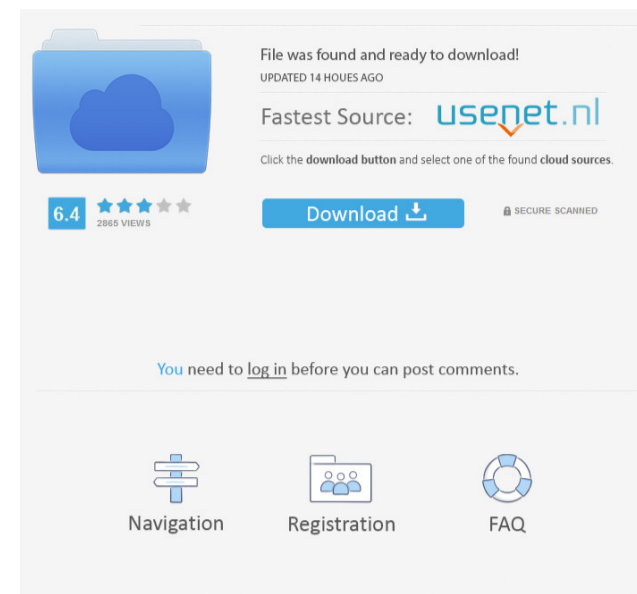 File was found and ready to download!
UPDATED 14 HOUES AGO
Fastest Source: usenet.nl
Click the download button and select one of the found cloud sources.
6.4
2865 VIEWS
Download
SECURE SCANNED
You need to log in before you can post comments.
Navigation
Registration
FAQ